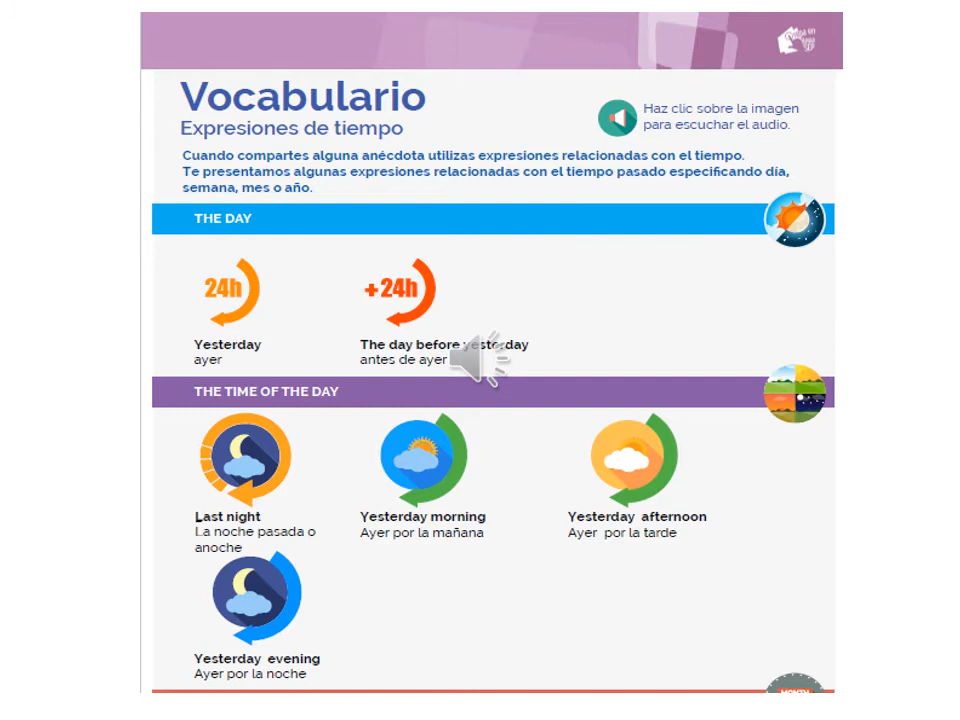 Vocabulario
Expresiones de tiempo
Haz clic sobre la imagen
para escuchar el audio.
Cuando compartes alguna anécdota utilizas expresiones relacionadas con el tiempo.
Te presentamos algunas expresiones relacionadas con el tiempo pasado especificando día,
semana, mes o año.
THE DAY
24h
+24h
Yesterday
ayer
The day before yesterday
antes de ayer
THE TIME OF THE DAY
Last night
La noche pasada o
anoche
Yesterday morning
Ayer por la mañana
Yesterday afternoon
Ayer por la tarde
Yesterday evening
Ayer por la noche
MONTH